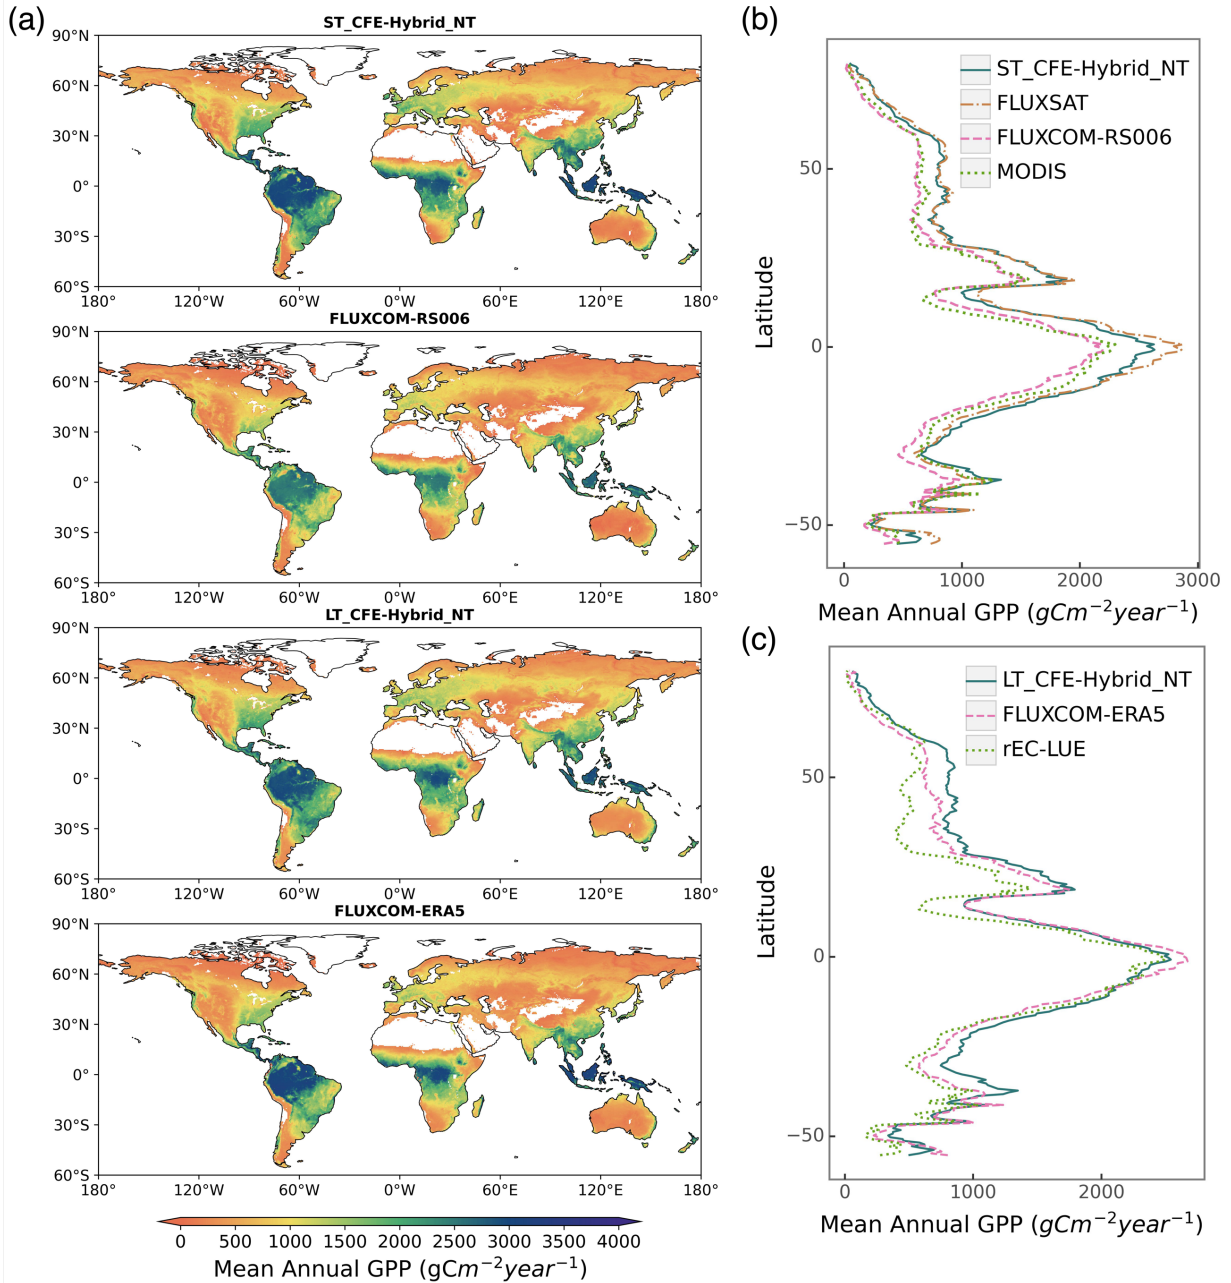 (a)
ST_CFE-Hybrid_NT
90°N
60°N
30°N
0°
30°S
60°S
180° 120°W 60°W 0°W 60°E 120°E 180°
FLUXCOM-RS006
90°N
60°N
30°N
0°
30°S
60°S
180° 120°W 60°W 0°W 60°E 120°E 180°
LT_CFE-Hybrid_NT
90°N
60°N
30°N
0°
30°S
60°S
180° 120°W 60°W 0°W 60°E 120°E 180°
FLUXCOM-ERA5
90°N
60°N
30°N
0°
30°S
60°S
180° 120°W 60°W 0°W 60°E 120°E 180°
0 500 1000 1500 2000 2500 3000 3500 4000
Mean Annual GPP (gCm⁻²year⁻¹)
(b)
ST_CFE-Hybrid_NT
FLUXSAT
FLUXCOM-RS006
MODIS
50
0
−50
Latitude
0 1000 2000 3000
Mean Annual GPP (gCm⁻²year⁻¹)
(c)
LT_CFE-Hybrid_NT
FLUXCOM-ERA5
rEC-LUE
50
0
−50
Latitude
0 1000 2000
Mean Annual GPP (gCm⁻²year⁻¹)